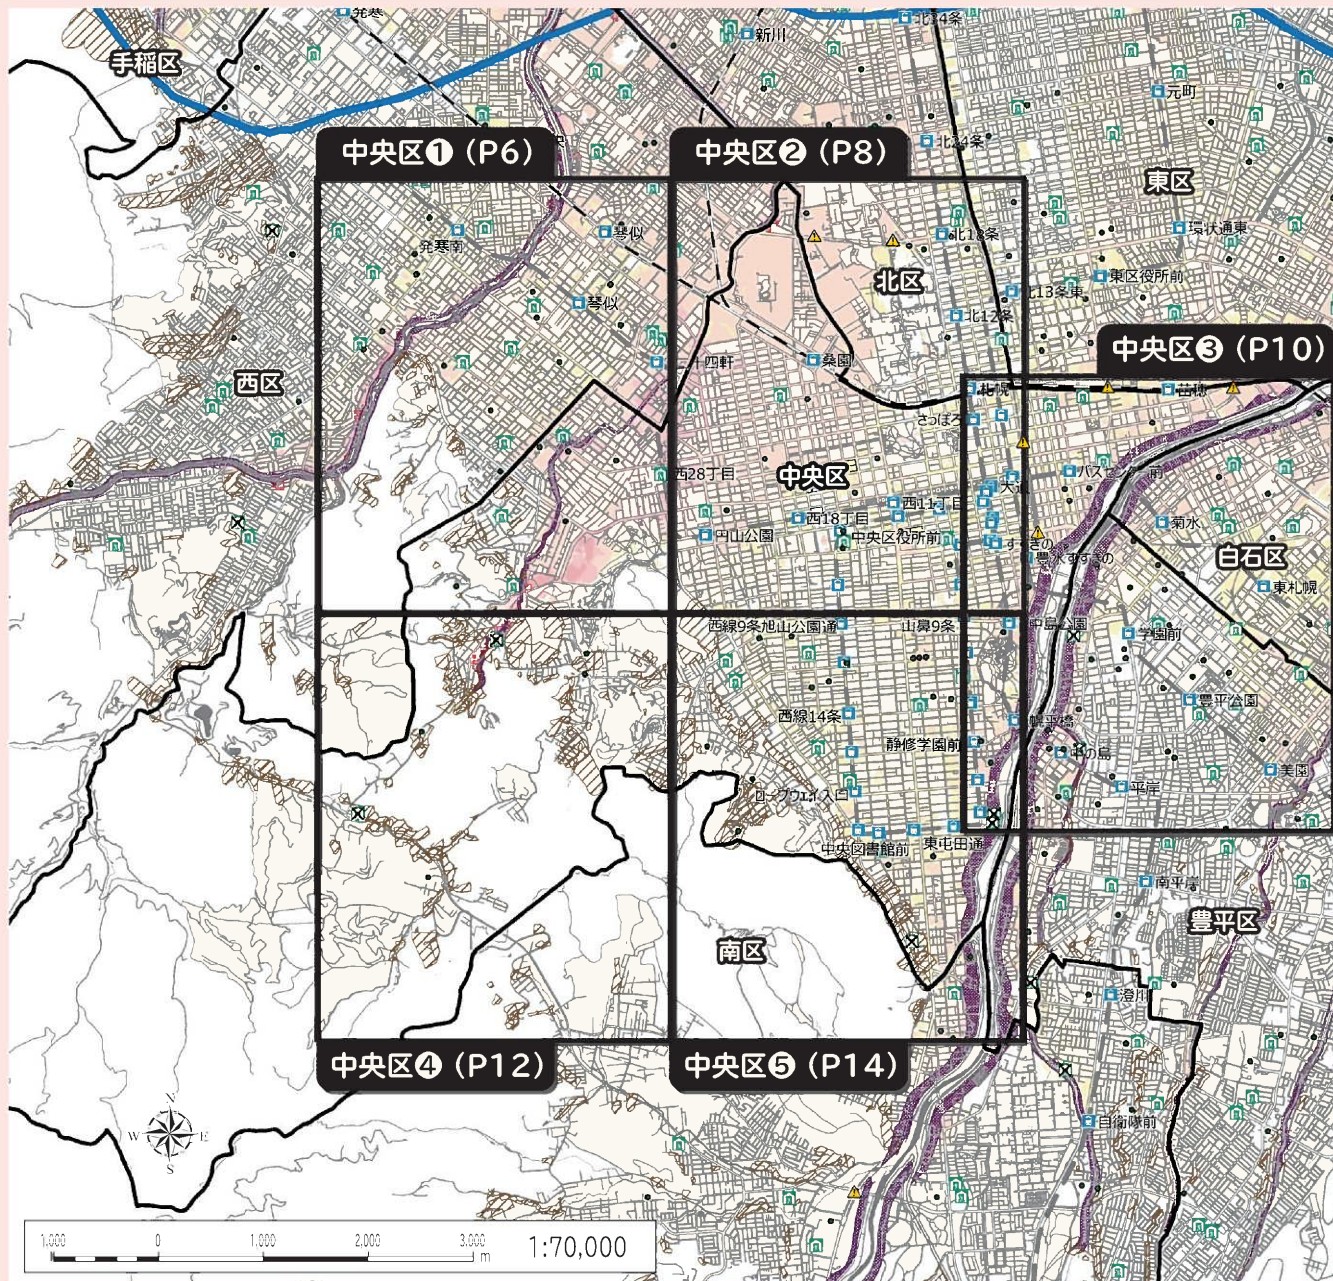 発寒
北34条
新川
手稲区
元町
北24条
中央区❶（P6）
中央区❷（P8）
東区
琴似
発寒南
北18条
環状通東
北区
東区役所前
北13条東
琴似
北12条
中央区❸（P10）
二十四軒
桑園
西区
札幌
苗穂
さっぽろ
西28丁目
中央区
バスセンター前
大通
西11丁目
西18丁目
菊水
円山公園
中央区役所前
すすきの
豊水すすきの
白石区
東札幌
西線9条旭山公園通
山鼻9条
中島公園
学園前
豊平公園
西線14条
幌平橋
静修学園前
中の島
美園
平岸
ロープウェイ入口
中央図書館前
東屯田通
南平岸
豊平区
南区
澄川
中央区❹（P12）
中央区❺（P14）
自衛隊前
N
W
E
S
1,000
0
1,000
2,000
3,000
m
1:70,000